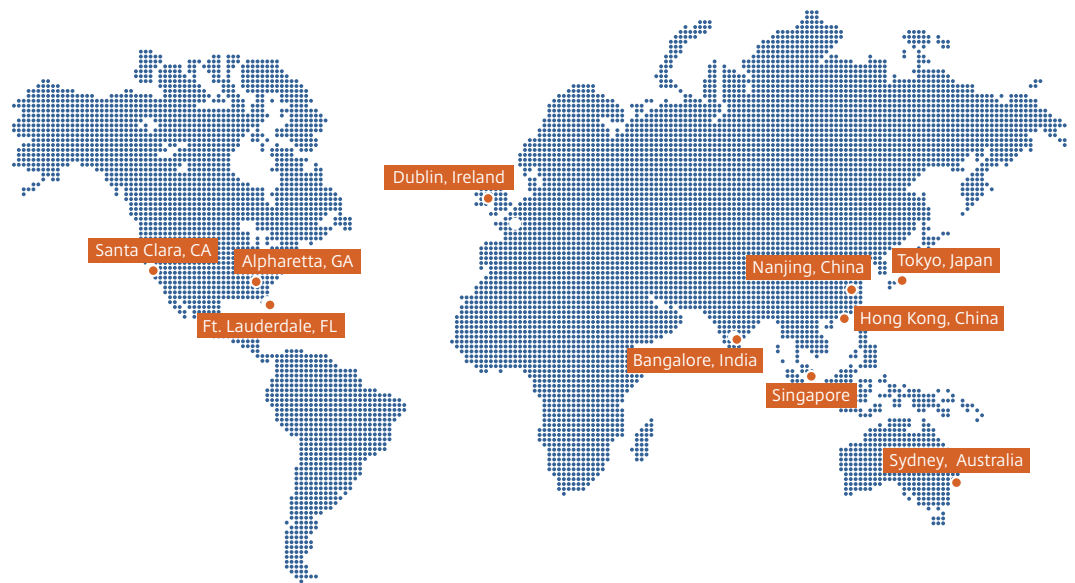 Dublin, Ireland
Santa Clara, CA
Alpharetta, GA
Ft. Lauderdale, FL
Nanjing, China
Tokyo, Japan
Hong Kong, China
Bangalore, India
Singapore
Sydney,  Australia